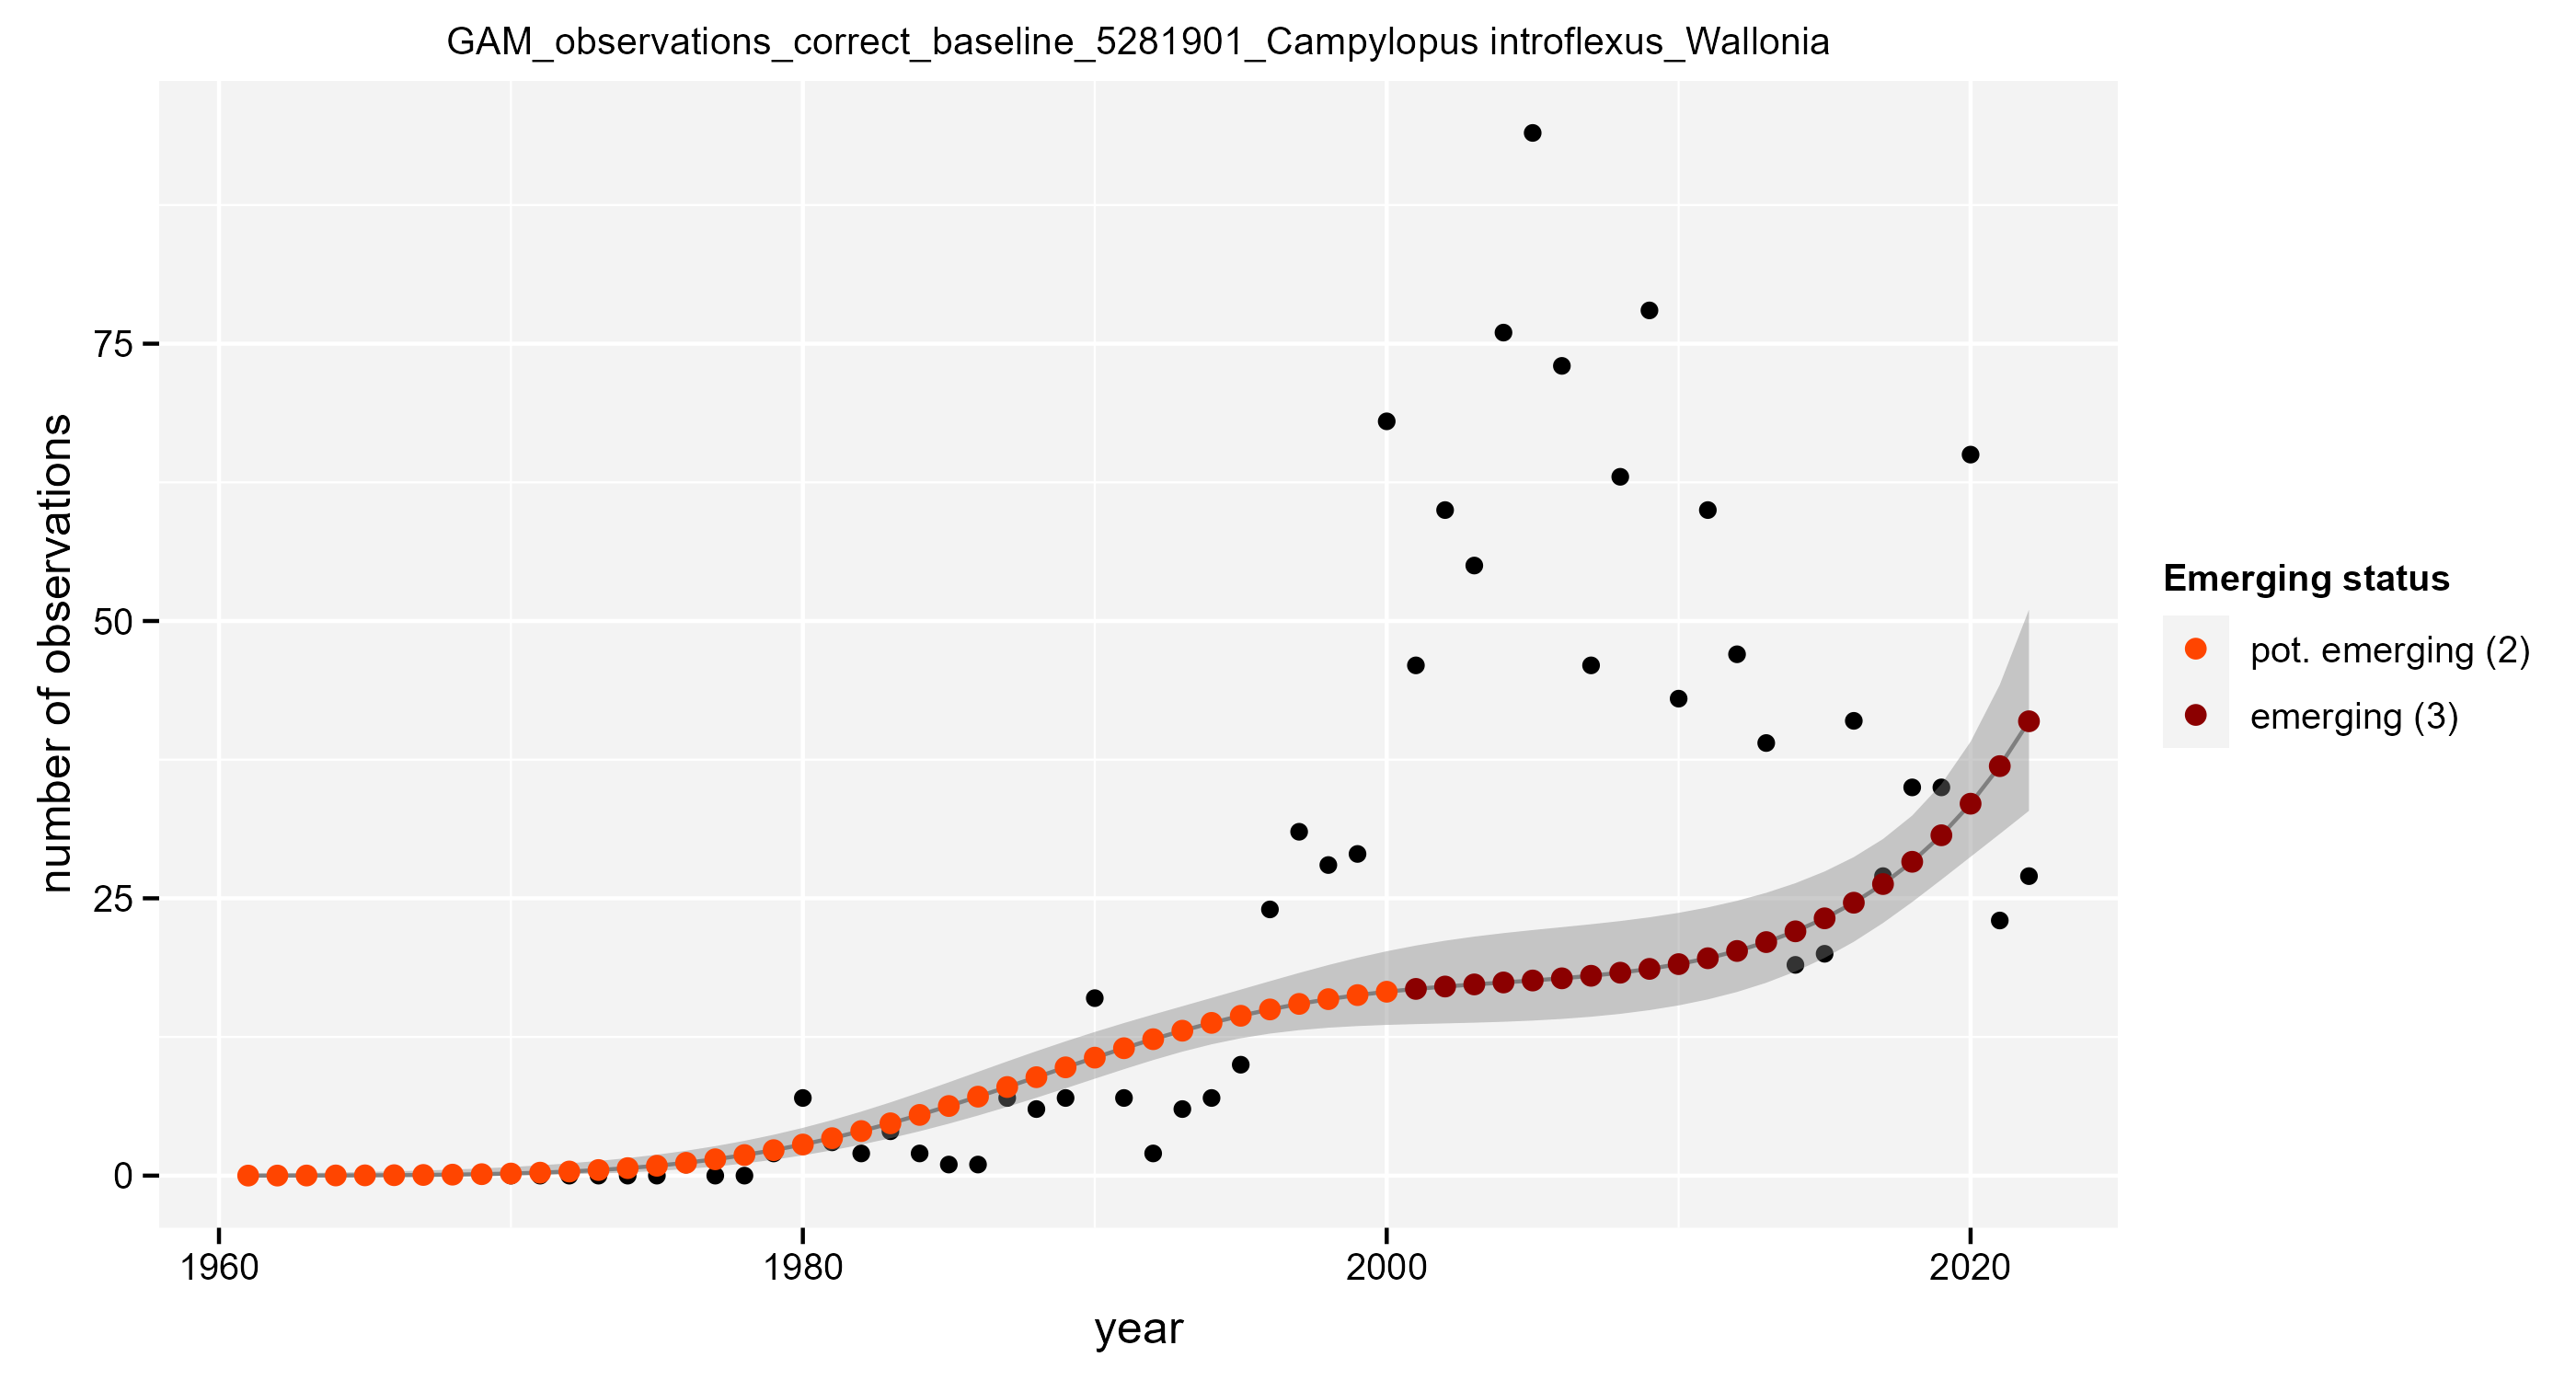 GAM_observations_correct_baseline_5281901_Campylopus introflexus_Wallonia
number of observations
75
50
25
0
1960
1980
2000
2020
year
Emerging status
pot. emerging (2)
emerging (3)